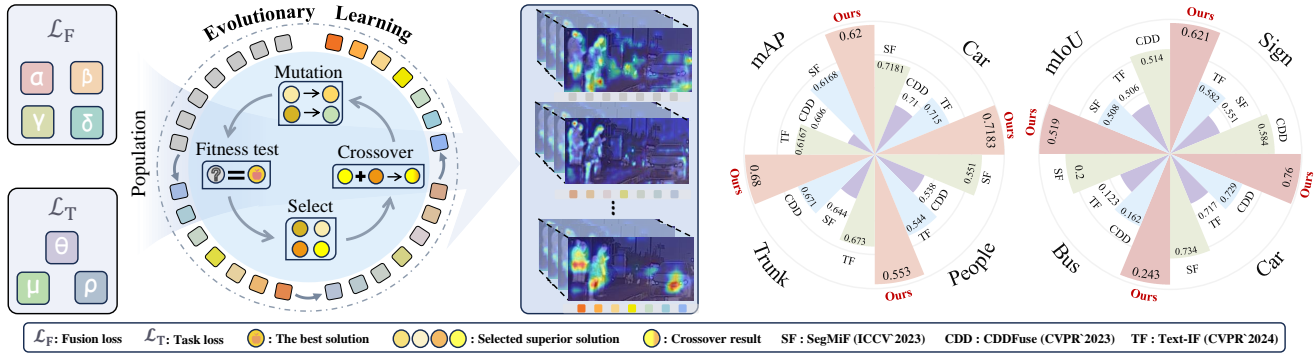 ℒF
α
β
γ
δ
ℒT
θ
μ
ρ
Evolutionary Learning
Population
Mutation
Fitness test
?
=
Crossover
+
Select
mAP
Ours
0.62
SF
0.7181
CDD
0.71
TF
0.715
Car
Ours
0.7183
SF
0.551
CDD
0.538
TF
0.544
People
Ours
0.553
TF
0.673
SF
0.644
CDD
0.671
Trunk
Ours
0.68
TF
0.6167
CDD
0.606
SF
0.6168
mIoU
CDD
0.514
TF
0.506
SF
0.508
Ours
0.519
Ours
0.621
TF
0.582
SF
0.551
CDD
0.584
Sign
Ours
0.76
CDD
0.729
TF
0.717
SF
0.734
Car
Ours
0.243
CDD
0.162
TF
0.123
SF
0.2
Bus
ℒF: Fusion loss ℒT: Task loss : The best solution : Selected superior solution : Crossover result SF : SegMiF (ICCV`2023) CDD : CDDFuse (CVPR`2023) TF : Text-IF (CVPR`2024)